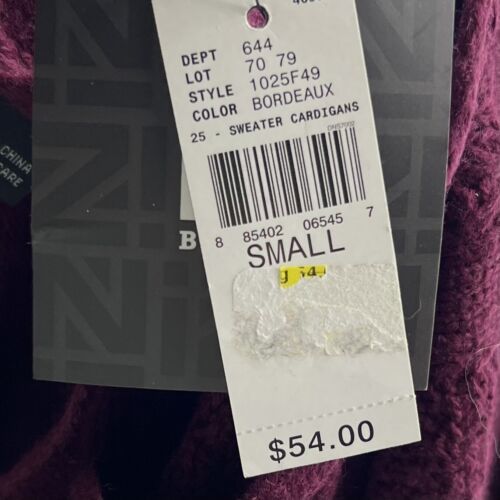 DEPT 644
LOT 70 79
STYLE 1025F49
COLOR BORDEAUX
25 - SWEATER CARDIGANS
8 85402 06545 7
SMALL
$54.00
CHINA
CARE
B